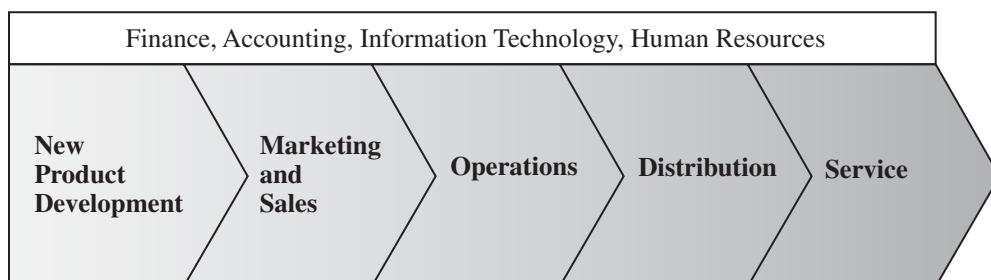 Finance, Accounting, Information Technology, Human Resources
New
Product
Development
Marketing
and
Sales
Operations
Distribution
Service